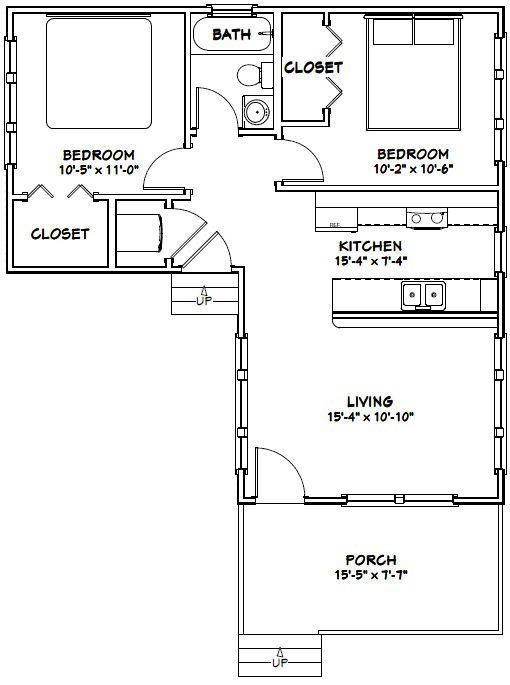 BATH
CLOSET
BEDROOM
10'-5" x 11'-0"
BEDROOM
10'-2" x 10'-6"
CLOSET
REF.
KITCHEN
15'-4" x 7'-4"
UP
LIVING
15'-4" x 10'-10"
PORCH
15'-5" x 7'-7"
UP